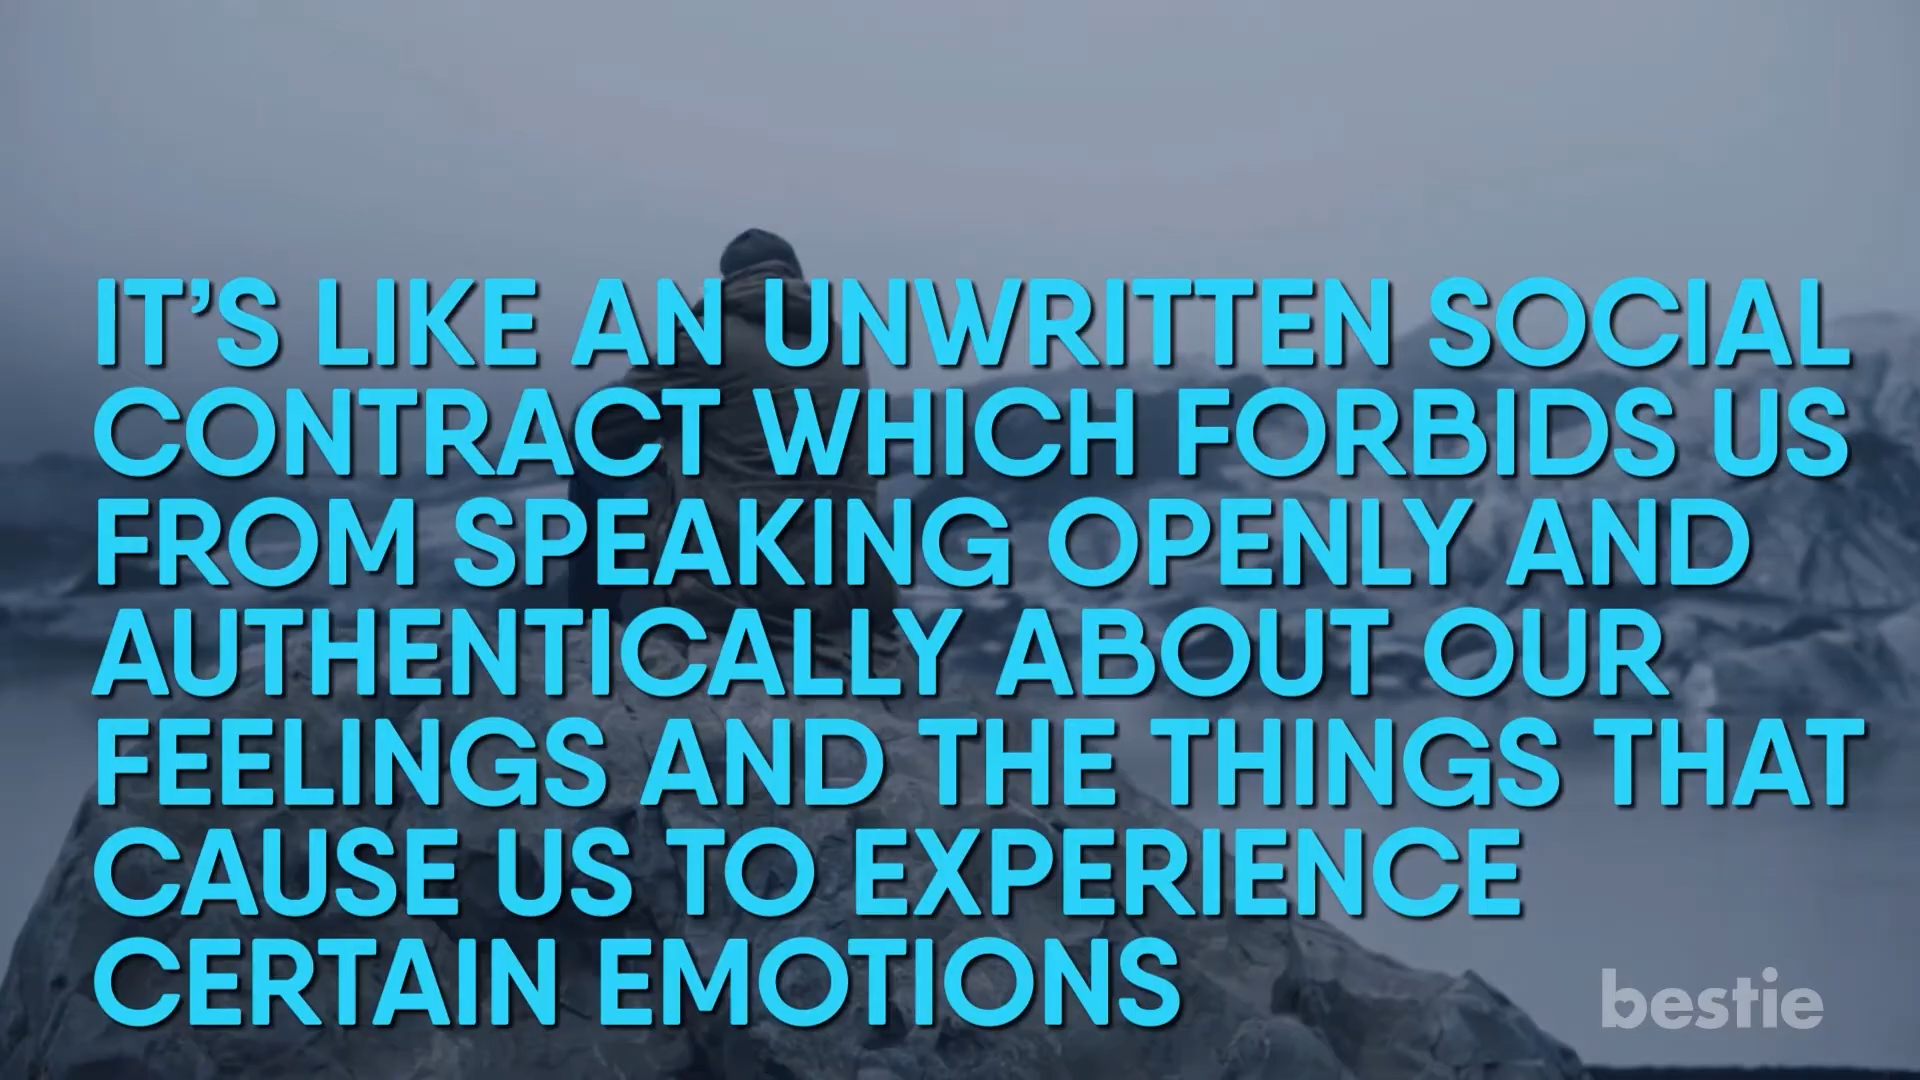 IT’S LIKE AN UNWRITTEN SOCIAL
CONTRACT WHICH FORBIDS US
FROM SPEAKING OPENLY AND
AUTHENTICALLY ABOUT OUR
FEELINGS AND THE THINGS THAT
CAUSE US TO EXPERIENCE
CERTAIN EMOTIONS
bestie